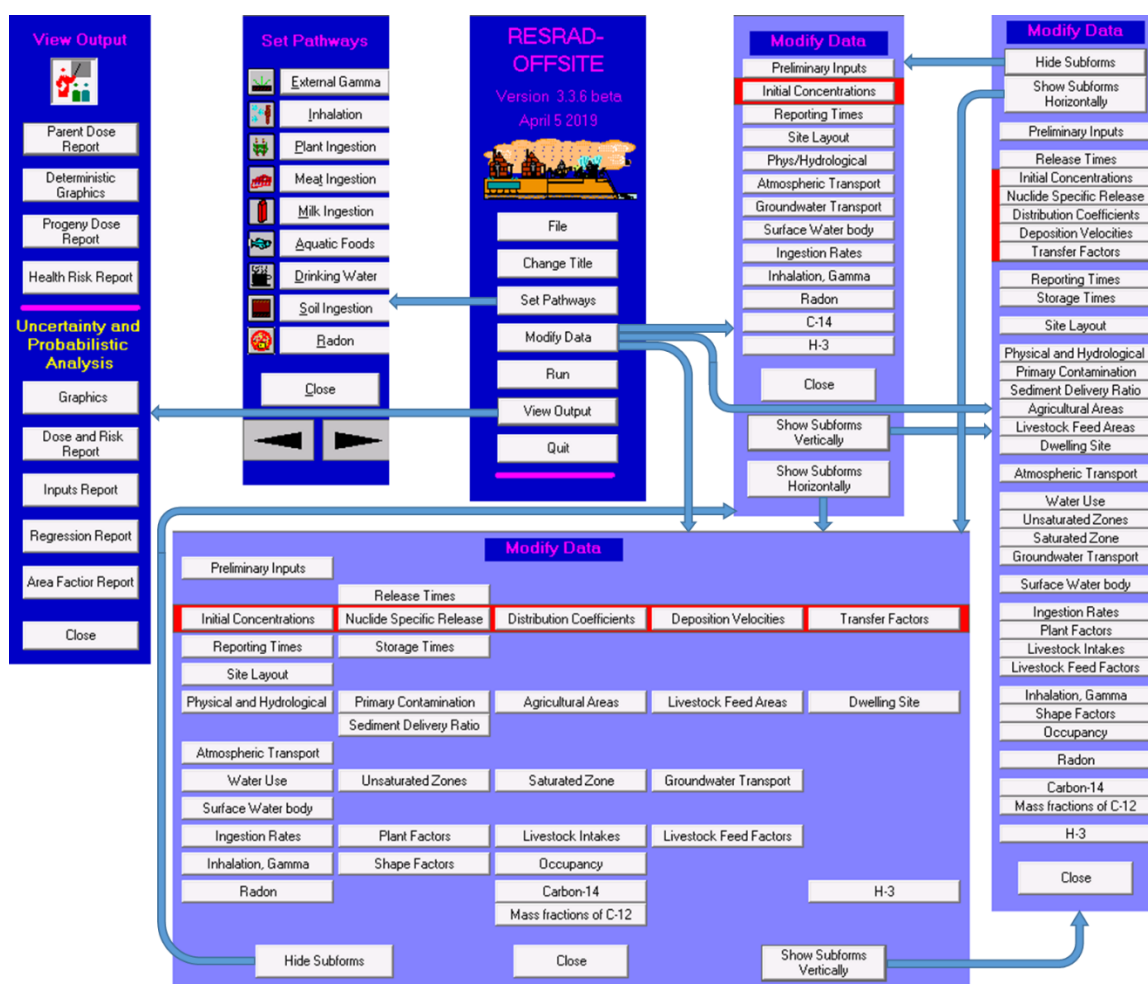 View Output
Parent Dose
Report
Deterministic
Graphics
Progeny Dose
Report
Health Risk Report
Uncertainty and
Probabilistic
Analysis
Graphics
Dose and Risk
Report
Inputs Report
Regression Report
Area Factior Report
Close
Set Pathways
External Gamma
Inhalation
Plant Ingestion
Meat Ingestion
Milk Ingestion
Aquatic Foods
Drinking Water
Soil Ingestion
Radon
Close
RESRAD-
OFFSITE
Version 3.3.6 beta
April 5 2019
File
Change Title
Set Pathways
Modify Data
Run
View Output
Quit
Modify Data
Preliminary Inputs
Initial Concentrations
Reporting Times
Site Layout
Phys/Hydrological
Atmospheric Transport
Groundwater Transport
Surface Water body
Ingestion Rates
Inhalation, Gamma
Radon
C-14
H-3
Close
Show Subforms
Vertically
Show Subforms
Horizontally
Modify Data
Hide Subforms
Show Subforms
Horizontally
Preliminary Inputs
Release Times
Initial Concentrations
Nuclide Specific Release
Distribution Coefficients
Deposition Velocities
Transfer Factors
Reporting Times
Storage Times
Site Layout
Physical and Hydrological
Primary Contamination
Sediment Delivery Ratio
Agricultural Areas
Livestock Feed Areas
Dwelling Site
Atmospheric Transport
Water Use
Unsaturated Zones
Saturated Zone
Groundwater Transport
Surface Water body
Ingestion Rates
Plant Factors
Livestock Intakes
Livestock Feed Factors
Inhalation, Gamma
Shape Factors
Occupancy
Radon
Carbon-14
Mass fractions of C-12
H-3
Close
Modify Data
Preliminary Inputs
Release Times
Initial Concentrations Nuclide Specific Release Distribution Coefficients Deposition Velocities Transfer Factors
Reporting Times Storage Times
Site Layout
Physical and Hydrological Primary Contamination Agricultural Areas Livestock Feed Areas Dwelling Site
Sediment Delivery Ratio
Atmospheric Transport
Water Use Unsaturated Zones Saturated Zone Groundwater Transport
Surface Water body
Ingestion Rates Plant Factors Livestock Intakes Livestock Feed Factors
Inhalation, Gamma Shape Factors Occupancy
Radon Carbon-14 H-3
Mass fractions of C-12
Hide Subforms Close Show Subforms
Vertically